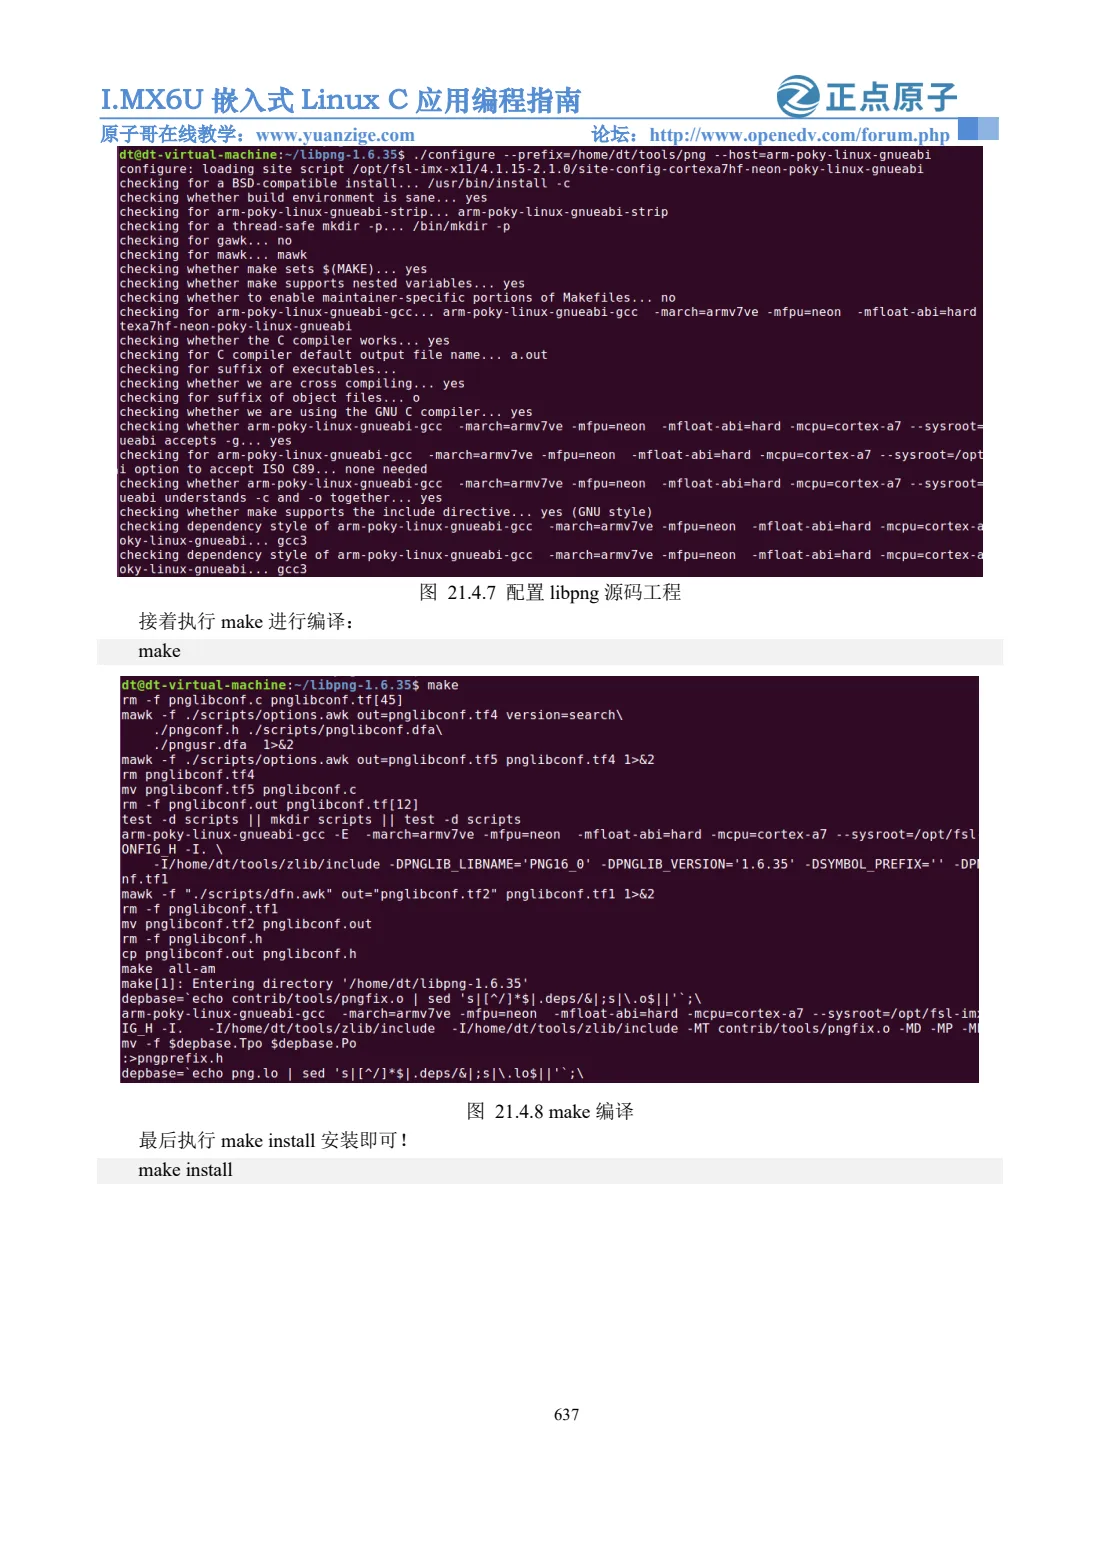 I.MX6U 嵌入式 Linux C 应用编程指南
正点原子
原子哥在线教学：www.yuanzige.com 论坛：http://www.openedv.com/forum.php
dt@dt-virtual-machine:~/libpng-1.6.35$ ./configure --prefix=/home/dt/tools/png --host=arm-poky-linux-gnueabi
configure: loading site script /opt/fsl-imx-x11/4.1.15-2.1.0/site-config-cortexa7hf-neon-poky-linux-gnueabi
checking for a BSD-compatible install... /usr/bin/install -c
checking whether build environment is sane... yes
checking for arm-poky-linux-gnueabi-strip... arm-poky-linux-gnueabi-strip
checking for a thread-safe mkdir -p... /bin/mkdir -p
checking for gawk... no
checking for mawk... mawk
checking whether make sets $(MAKE)... yes
checking whether make supports nested variables... yes
checking whether to enable maintainer-specific portions of Makefiles... no
checking for arm-poky-linux-gnueabi-gcc... arm-poky-linux-gnueabi-gcc  -march=armv7ve -mfpu=neon  -mfloat-abi=hard
texa7hf-neon-poky-linux-gnueabi
checking whether the C compiler works... yes
checking for C compiler default output file name... a.out
checking for suffix of executables...
checking whether we are cross compiling... yes
checking for suffix of object files... o
checking whether we are using the GNU C compiler... yes
checking whether arm-poky-linux-gnueabi-gcc  -march=armv7ve -mfpu=neon  -mfloat-abi=hard -mcpu=cortex-a7 --sysroot=
ueabi accepts -g... yes
checking for arm-poky-linux-gnueabi-gcc  -march=armv7ve -mfpu=neon  -mfloat-abi=hard -mcpu=cortex-a7 --sysroot=/opt
i option to accept ISO C89... none needed
checking whether arm-poky-linux-gnueabi-gcc  -march=armv7ve -mfpu=neon  -mfloat-abi=hard -mcpu=cortex-a7 --sysroot=
ueabi understands -c and -o together... yes
checking whether make supports the include directive... yes (GNU style)
checking dependency style of arm-poky-linux-gnueabi-gcc  -march=armv7ve -mfpu=neon  -mfloat-abi=hard -mcpu=cortex-a
oky-linux-gnueabi... gcc3
checking dependency style of arm-poky-linux-gnueabi-gcc  -march=armv7ve -mfpu=neon  -mfloat-abi=hard -mcpu=cortex-a
oky-linux-gnueabi... gcc3
图 21.4.7 配置 libpng 源码工程
接着执行 make 进行编译：
make
dt@dt-virtual-machine:~/libpng-1.6.35$ make
rm -f pnglibconf.c pnglibconf.tf[45]
mawk -f ./scripts/options.awk out=pnglibconf.tf4 version=search\
    ./pngconf.h ./scripts/pnglibconf.dfa\
    ./pngusr.dfa  1>&2
mawk -f ./scripts/options.awk out=pnglibconf.tf5 pnglibconf.tf4 1>&2
rm pnglibconf.tf4
mv pnglibconf.tf5 pnglibconf.c
rm -f pnglibconf.out pnglibconf.tf[12]
test -d scripts || mkdir scripts || test -d scripts
arm-poky-linux-gnueabi-gcc -E  -march=armv7ve -mfpu=neon  -mfloat-abi=hard -mcpu=cortex-a7 --sysroot=/opt/fsl
ONFIG_H -I. \
    -I/home/dt/tools/zlib/include -DPNGLIB_LIBNAME='PNG16_0' -DPNGLIB_VERSION='1.6.35' -DSYMBOL_PREFIX='' -DPN
nf.tf1
mawk -f "./scripts/dfn.awk" out="pnglibconf.tf2" pnglibconf.tf1 1>&2
rm -f pnglibconf.tf1
mv pnglibconf.tf2 pnglibconf.out
rm -f pnglibconf.h
cp pnglibconf.out pnglibconf.h
make  all-am
make[1]: Entering directory '/home/dt/libpng-1.6.35'
depbase=`echo contrib/tools/pngfix.o | sed 's|[^/]*$|.deps/&|;s|\.o$||'`;\
arm-poky-linux-gnueabi-gcc  -march=armv7ve -mfpu=neon  -mfloat-abi=hard -mcpu=cortex-a7 --sysroot=/opt/fsl-im
IG_H -I.   -I/home/dt/tools/zlib/include  -I/home/dt/tools/zlib/include -MT contrib/tools/pngfix.o -MD -MP -M
mv -f $depbase.Tpo $depbase.Po
:>pngprefix.h
depbase=`echo png.lo | sed 's|[^/]*$|.deps/&|;s|\.lo$||'`;\
图 21.4.8 make 编译
最后执行 make install 安装即可！
make install
637